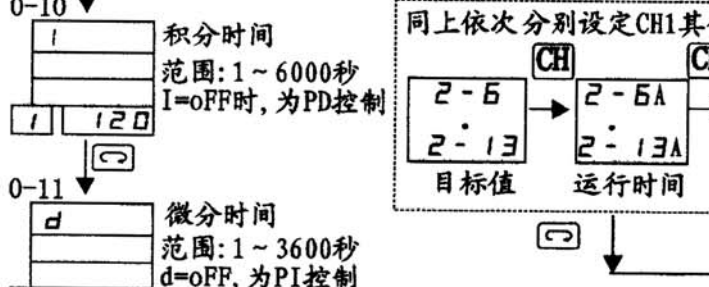 0-10
I
积分时间
范围:1~6000秒
I=oFF时,为PD控制
1 120
0-11
d
微分时间
范围:1~3600秒
d=oFF,为PI控制
同上依次分别设定CH1其
CH
2-6
2-13
目标值
2-6A
2-13A
运行时间